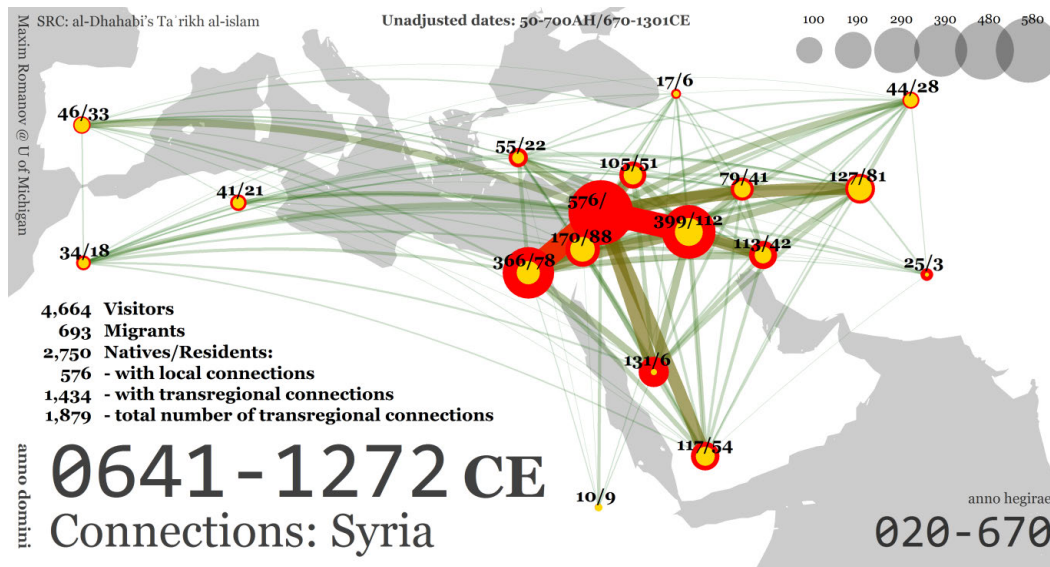 SRC: al-Dhahabi's Taʾrikh al-islam
Unadjusted dates: 50-700AH/670-1301CE
100 190 290 390 480 580
Maxim Romanov @ U of Michigan
17/6
44/28
46/33
55/22
105/51
79/41
127/81
41/21
576/
399/112
170/88
113/42
34/18
366/78
25/3
4,664 Visitors
693 Migrants
2,750 Natives/Residents:
576 - with local connections
1,434 - with transregional connections
1,879 - total number of transregional connections
131/6
117/54
10/9
anno domini
0641-1272 CE
Connections: Syria
anno hegirae
020-670